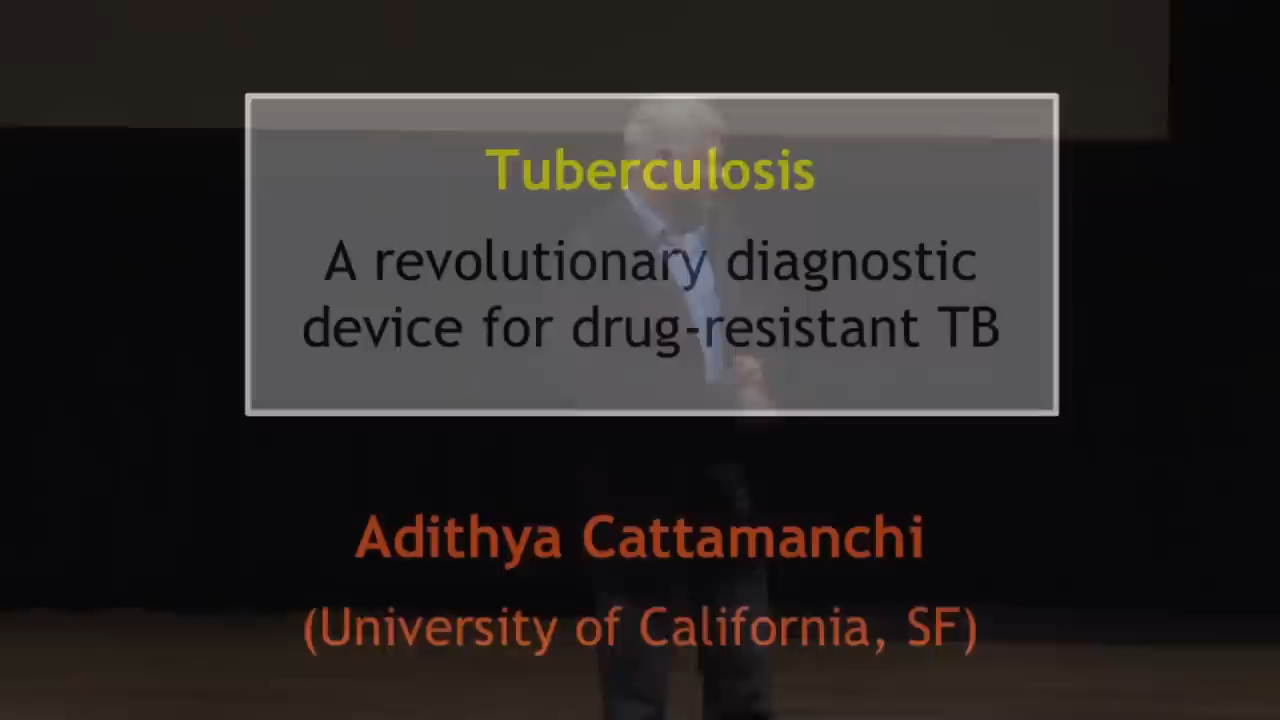 Tuberculosis
A revolutionary diagnostic
device for drug-resistant TB
Adithya Cattamanchi
(University of California, SF)